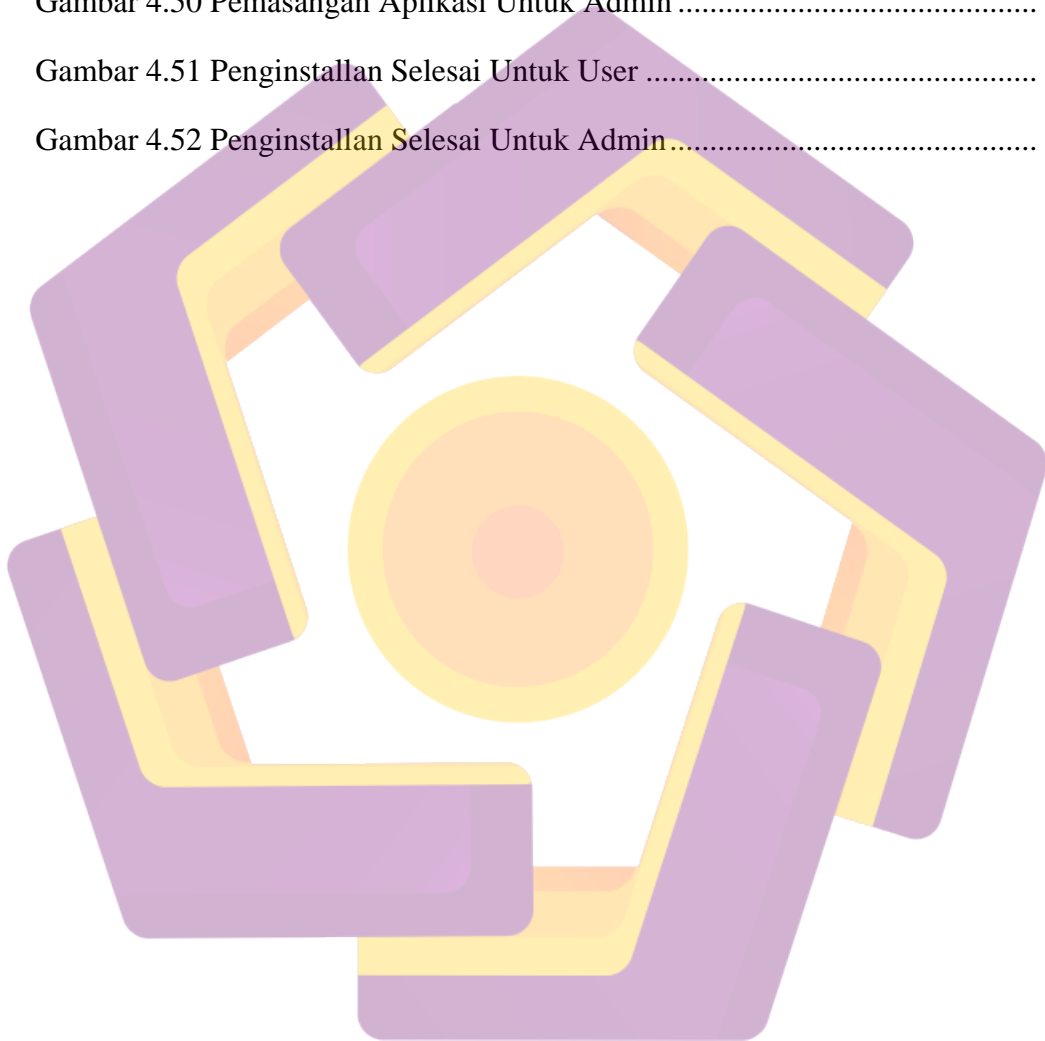 Gambar 4.50 Pemasangan Aplikasi Untuk Admin ............................................
Gambar 4.51 Penginstallan Selesai Untuk User ................................................
Gambar 4.52 Penginstallan Selesai Untuk Admin.............................................